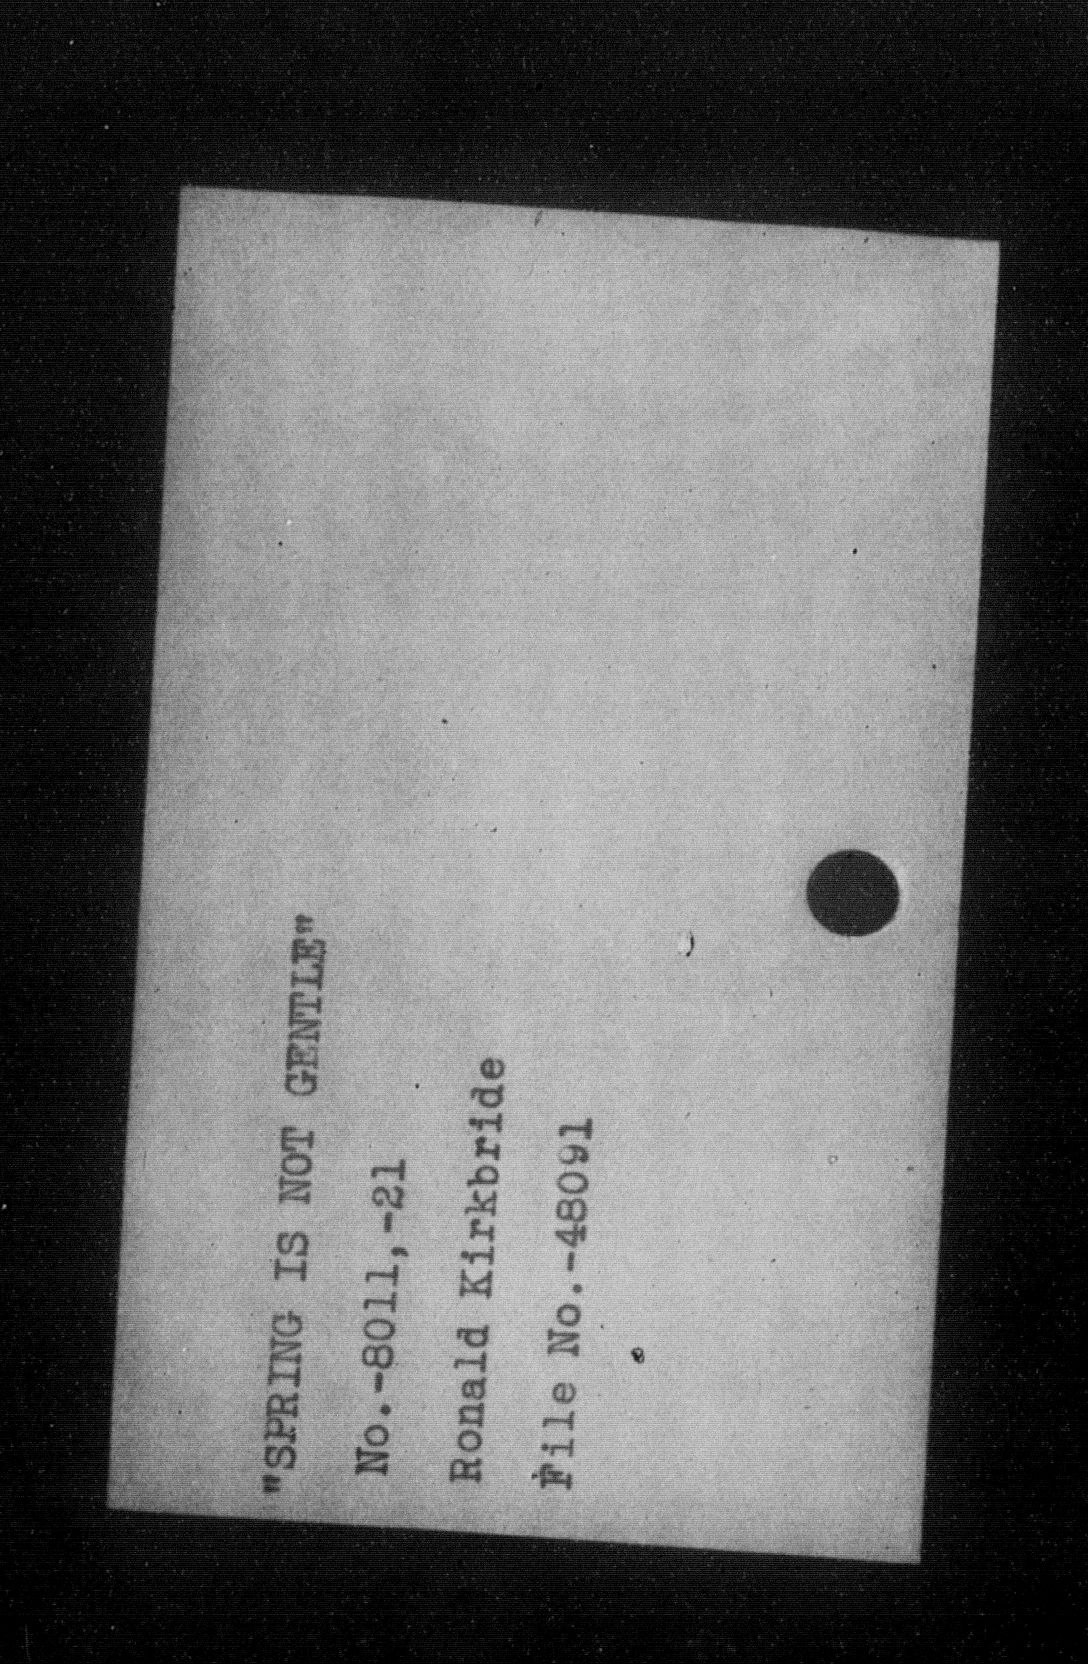 "SPRING IS NOT GENTLE"
No.-8011,-21
Ronald Kirkbride
File No.-48091